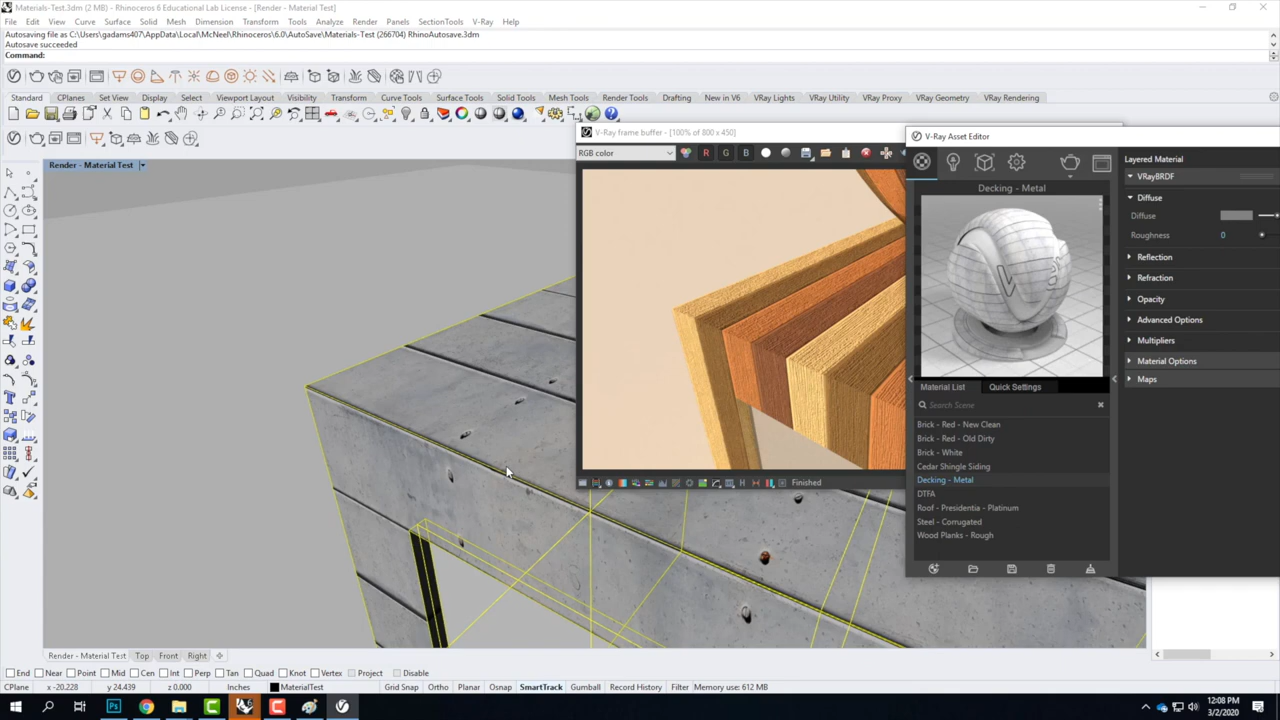 Materials-Test.3dm (2 MB) - Rhinoceros 6 Educational Lab License - [Render - Material Test]
File Edit View Curve Surface Solid Mesh Dimension Transform Tools Analyze Render Panels SectionTools V-Ray Help
Autosaving file as C:\Users\gadams407\AppData\Local\McNeel\Rhinoceros\6.0\AutoSave\Materials-Test (266704) RhinoAutosave.3dm
Autosave succeeded
Command:
Standard CPlanes Set View Display Select Viewport Layout Visibility Transform Curve Tools Surface Tools Solid Tools Mesh Tools Render Tools Drafting New in V6 VRay Lights VRay Utility VRay Proxy VRay Geometry VRay Rendering
Render - Material Test
V-Ray frame buffer - [100% of 800 x 450]
RGB color
R G B
Finished
V-Ray Asset Editor
Decking - Metal
Material List Quick Settings
Search Scene
Brick - Red - New Clean
Brick - Red - Old Dirty
Brick - White
Cedar Shingle Siding
Decking - Metal
DTFA
Roof - Presidentia - Platinum
Steel - Corrugated
Wood Planks - Rough
Layered Material
VRayBRDF
Diffuse
Diffuse
Roughness 0
Reflection
Refraction
Opacity
Advanced Options
Multipliers
Material Options
Maps
Render - Material Test Top Front Right
End Near Point Mid Cen Int Perp Tan Quad Knot Vertex Project Disable
CPlane x -20.228 y 24.439 z 0.000 Inches MaterialTest Grid Snap Ortho Planar Osnap SmartTrack Gumball Record History Filter Memory use: 612 MB
12:08 PM
3/2/2020